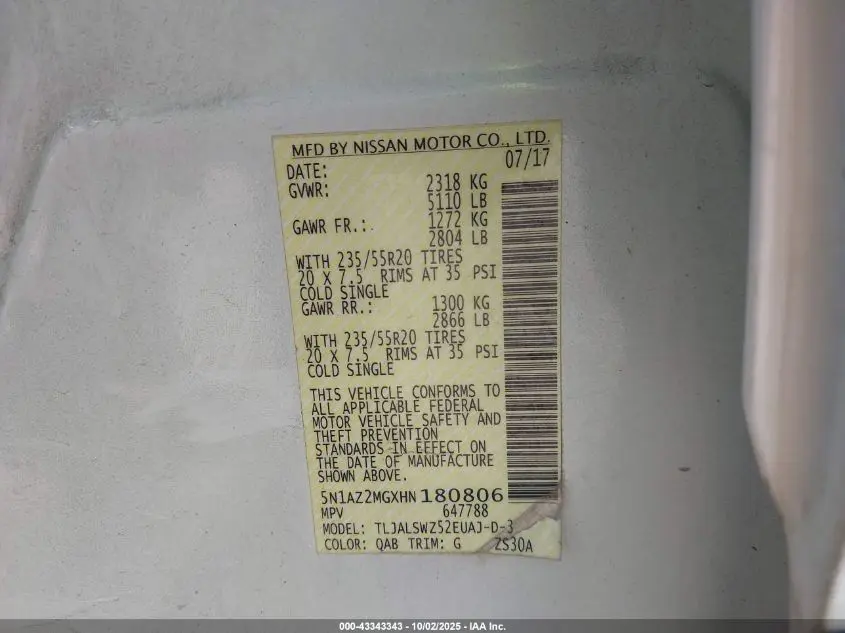 MFD BY NISSAN MOTOR CO., LTD.
DATE: 07/17
GVWR: 2318 KG
5110 LB
GAWR FR.: 1272 KG
2804 LB
WITH 235/55R20 TIRES
20 X 7.5 RIMS AT 35 PSI
COLD SINGLE
GAWR RR.: 1300 KG
2866 LB
WITH 235/55R20 TIRES
20 X 7.5 RIMS AT 35 PSI
COLD SINGLE
THIS VEHICLE CONFORMS TO
ALL APPLICABLE FEDERAL
MOTOR VEHICLE SAFETY AND
THEFT PREVENTION
STANDARDS IN EFFECT ON
THE DATE OF MANUFACTURE
SHOWN ABOVE.
5N1AZ2MGXHN180806
MPV 647788
MODEL: TLJALSWZ52EUAJ-D-3
COLOR: QAB TRIM: G ZS30A
000-43343343 - 10/02/2025 - IAA Inc.